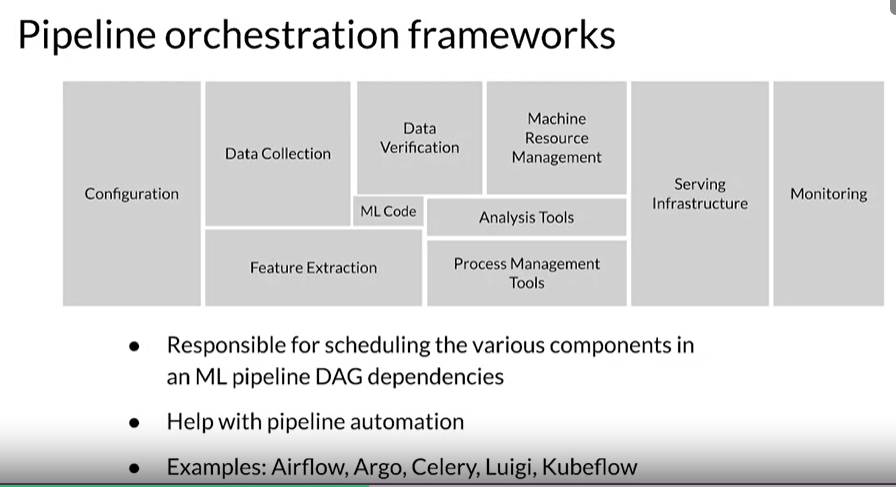 Pipeline orchestration frameworks
Configuration
Data Collection
Data
Verification
Machine
Resource
Management
ML Code
Analysis Tools
Feature Extraction
Process Management
Tools
Serving
Infrastructure
Monitoring
● Responsible for scheduling the various components in
an ML pipeline DAG dependencies
● Help with pipeline automation
● Examples: Airflow, Argo, Celery, Luigi, Kubeflow